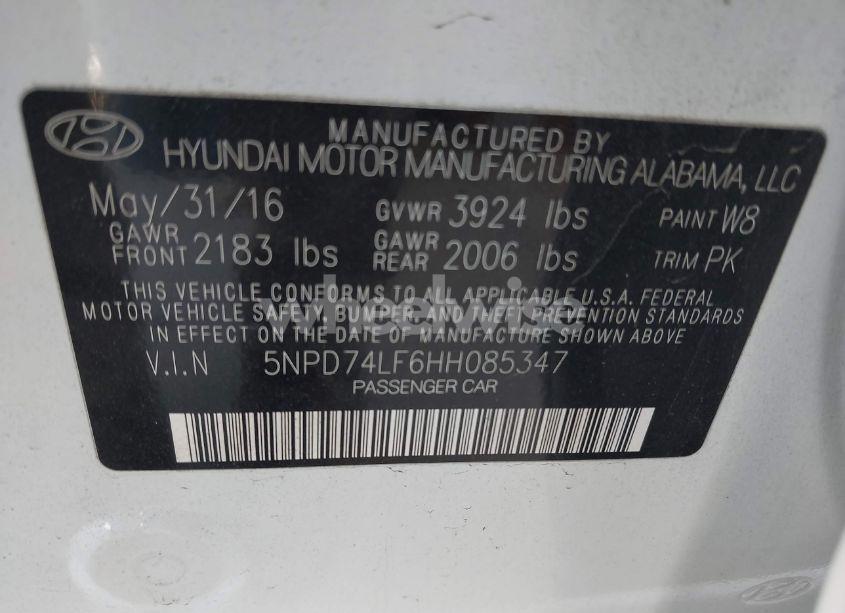 MANUFACTURED BY
HYUNDAI MOTOR MANUFACTURING ALABAMA, LLC
May/31/16 GVWR 3924 lbs PAINT W8
GAWR FRONT 2183 lbs GAWR REAR 2006 lbs TRIM PK
THIS VEHICLE CONFORMS TO ALL APPLICABLE U.S.A. FEDERAL
MOTOR VEHICLE SAFETY, BUMPER, AND THEFT PREVENTION STANDARDS
IN EFFECT ON THE DATE OF MANUFACTURE SHOWN ABOVE
V.I.N 5NPD74LF6HH085347
PASSENGER CAR
wheelwise